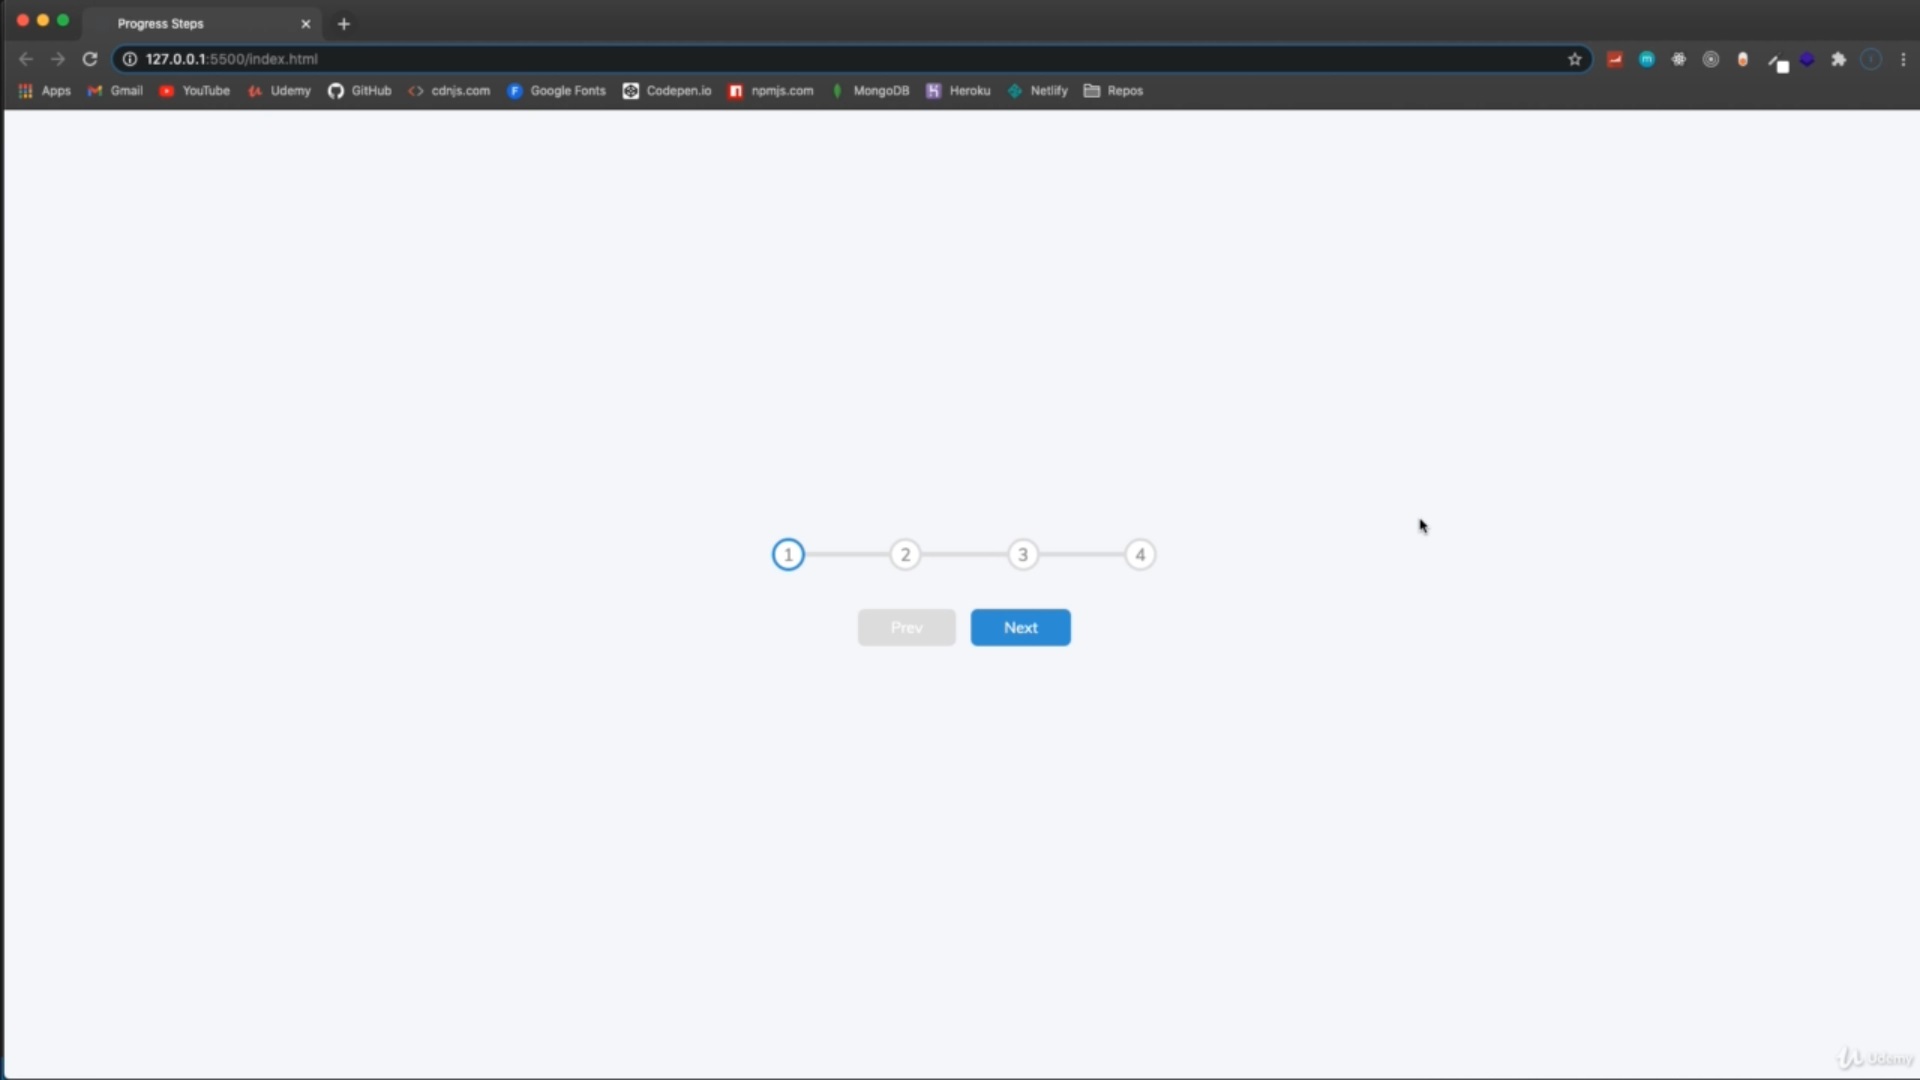 Progress Steps
127.0.0.1:5500/index.html
Apps Gmail YouTube Udemy GitHub cdnjs.com Google Fonts Codepen.io npmjs.com MongoDB Heroku Netlify Repos
1 2 3 4
Prev Next
Udemy